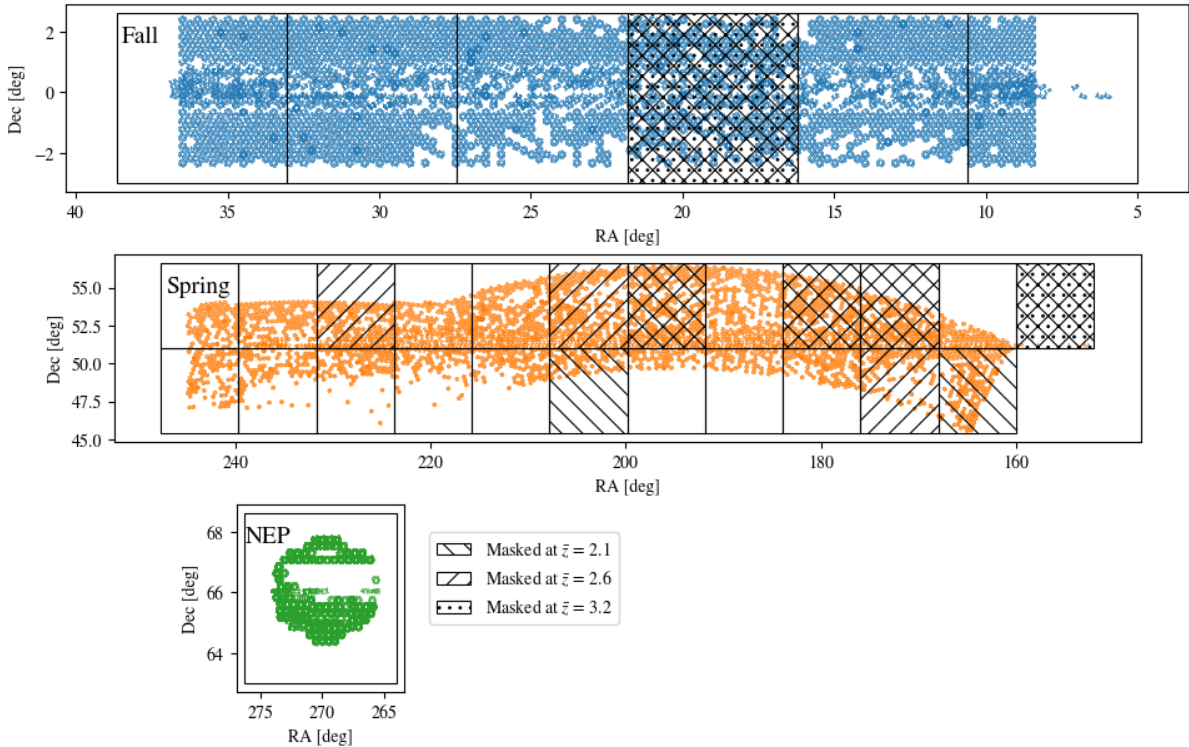 Fall
2
0
−2
Dec [deg]
40 35 30 25 20 15 10 5
RA [deg]
Spring
55.0
52.5
50.0
47.5
45.0
Dec [deg]
240 220 200 180 160
RA [deg]
NEP
68
66
64
Dec [deg]
275 270 265
RA [deg]
Masked at z̄ = 2.1
Masked at z̄ = 2.6
Masked at z̄ = 3.2